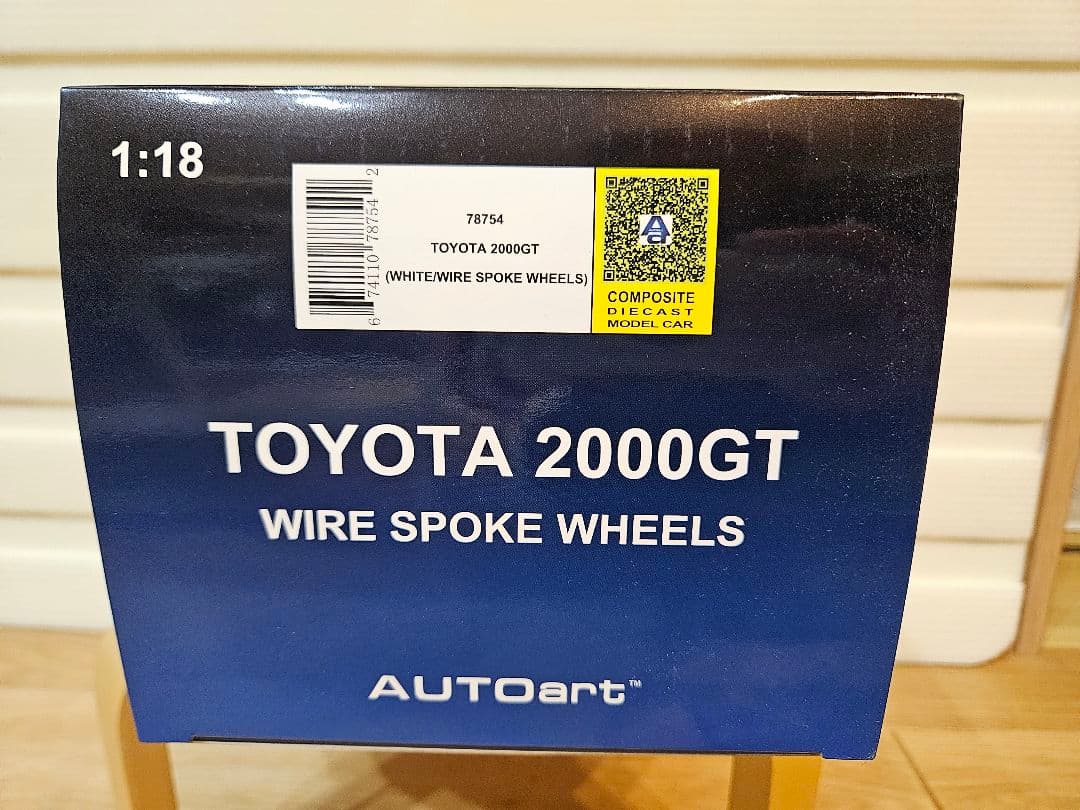 1:18
6 74110 78754 2
78754
TOYOTA 2000GT
(WHITE/WIRE SPOKE WHEELS)
Aa
COMPOSITE
DIECAST
MODEL CAR
TOYOTA 2000GT
WIRE SPOKE WHEELS
AUTOart™